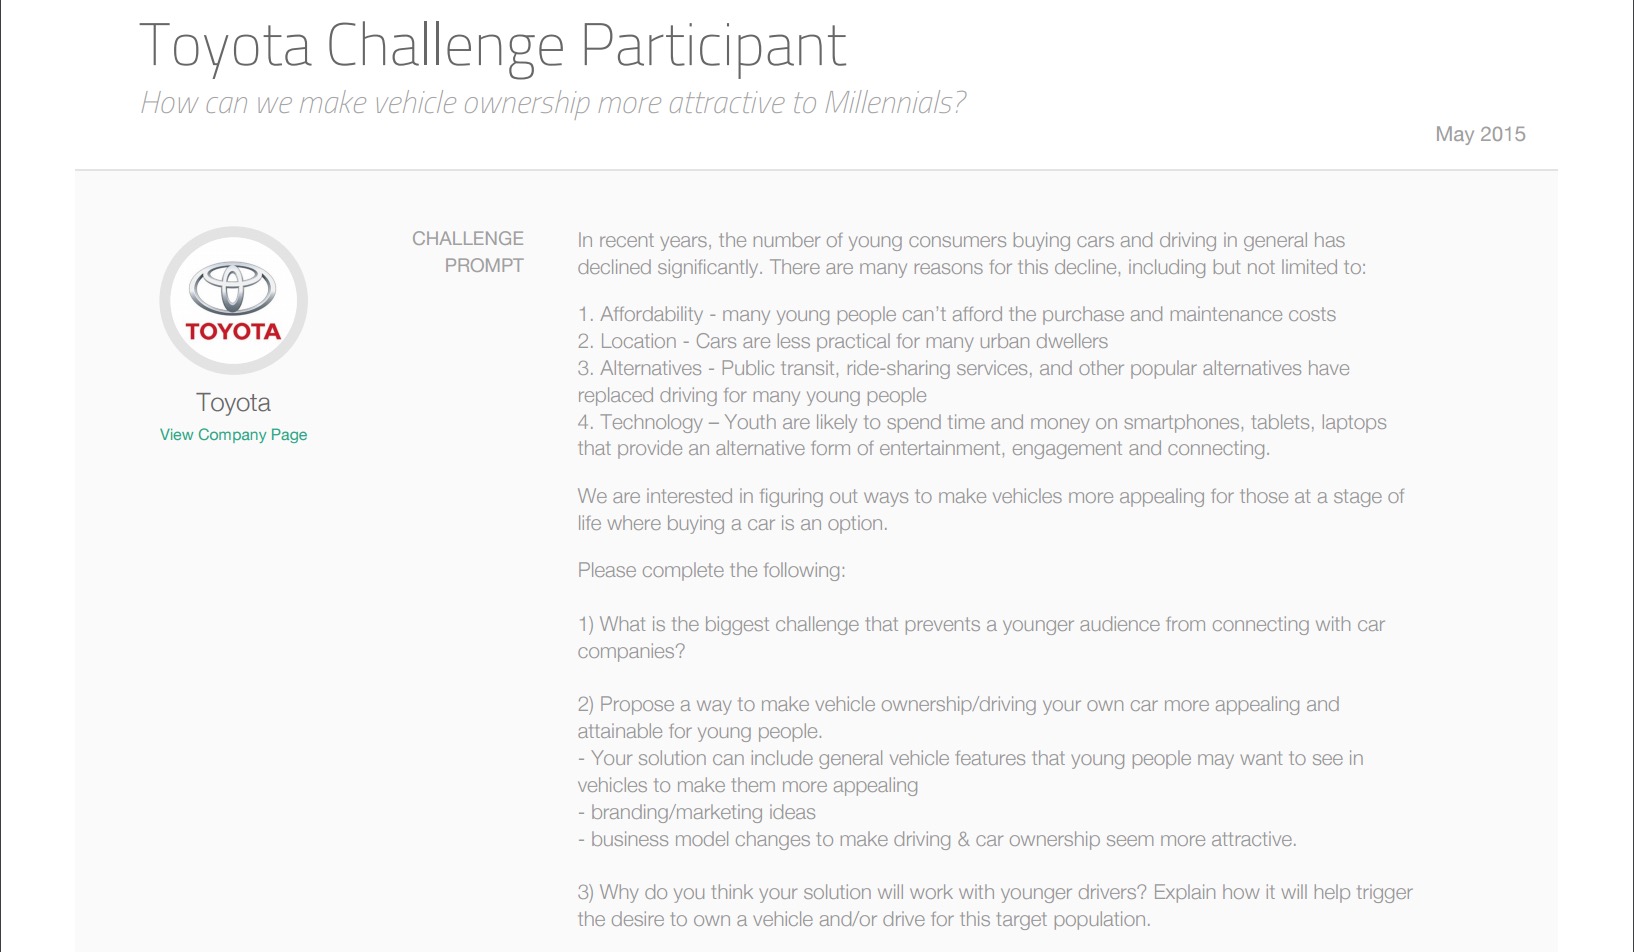 Toyota Challenge Participant
How can we make vehicle ownership more attractive to Millennials?
May 2015
TOYOTA
Toyota
View Company Page
CHALLENGE
PROMPT
In recent years, the number of young consumers buying cars and driving in general has
declined significantly. There are many reasons for this decline, including but not limited to:
1. Affordability - many young people can’t afford the purchase and maintenance costs
2. Location - Cars are less practical for many urban dwellers
3. Alternatives - Public transit, ride-sharing services, and other popular alternatives have
replaced driving for many young people
4. Technology – Youth are likely to spend time and money on smartphones, tablets, laptops
that provide an alternative form of entertainment, engagement and connecting.
We are interested in figuring out ways to make vehicles more appealing for those at a stage of
life where buying a car is an option.
Please complete the following:
1) What is the biggest challenge that prevents a younger audience from connecting with car
companies?
2) Propose a way to make vehicle ownership/driving your own car more appealing and
attainable for young people.
- Your solution can include general vehicle features that young people may want to see in
vehicles to make them more appealing
- branding/marketing ideas
- business model changes to make driving & car ownership seem more attractive.
3) Why do you think your solution will work with younger drivers? Explain how it will help trigger
the desire to own a vehicle and/or drive for this target population.